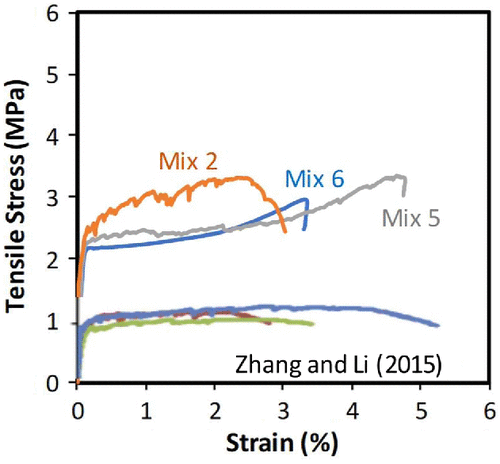 6
5
4
3
2
1
0
Tensile Stress (MPa)
Mix 2
Mix 6
Mix 5
Zhang and Li (2015)
0 1 2 3 4 5 6
Strain (%)